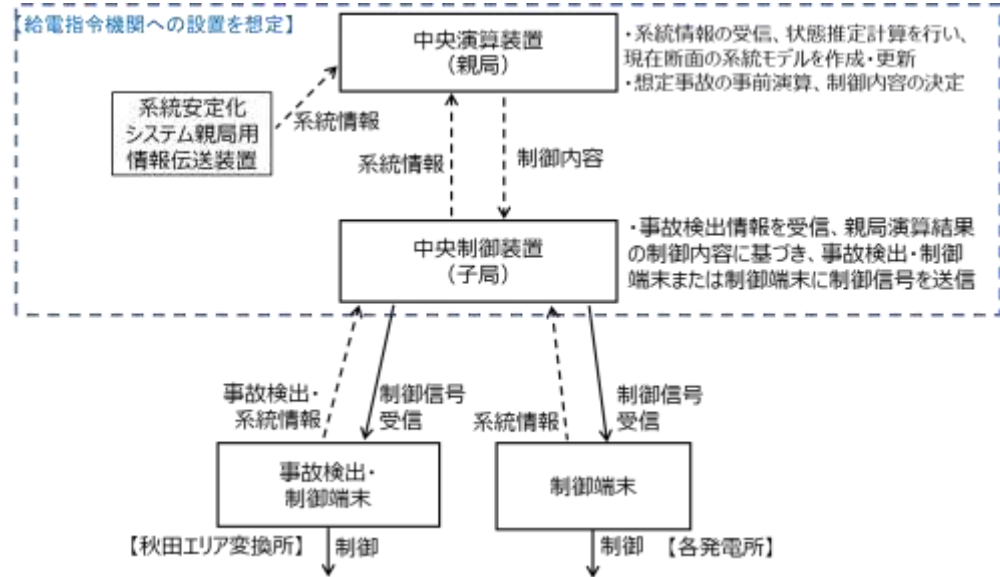 【給電指令機関への設置を想定】
中央演算装置
（親局）
・系統情報の受信、状態推定計算を行い、
現在断面の系統モデルを作成・更新
・想定事故の事前演算、制御内容の決定
系統安定化
システム親局用
情報伝送装置
系統情報
系統情報
制御内容
中央制御装置
（子局）
・事故検出情報を受信、親局演算結果
の制御内容に基づき、事故検出・制御
端末または制御端末に制御信号を送信
事故検出・
系統情報
制御信号
受信
系統情報
制御信号
受信
事故検出・
制御端末
制御端末
【秋田エリア変換所】
制御
制御
【各発電所】